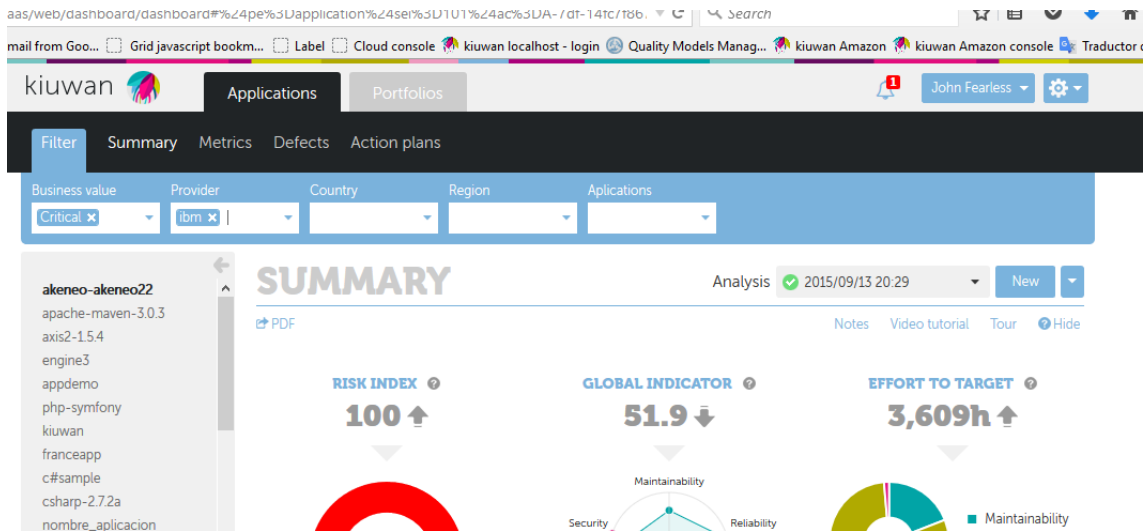 aas/web/dashboard/dashboard#%24pe%3Dapplication%24sei%3D101%24ac%3DA-7df-14fc7f86. Search
mail from Goo... Grid javascript bookm... Label Cloud console kiuwan localhost - login Quality Models Manag... kiuwan Amazon kiuwan Amazon console Traductor
kiuwan Applications Portfolios 1 John Fearless
Filter Summary Metrics Defects Action plans
Business value Provider Country Region Aplications
Critical ibm
SUMMARY Analysis 2015/09/13 20:29 New
PDF Notes Video tutorial Tour Hide
akeneo-akeneo22
apache-maven-3.0.3
axis2-1.5.4
engine3
appdemo
php-symfony
kiuwan
franceapp
c#sample
csharp-2.7.2a
nombre_aplicacion
RISK INDEX ? GLOBAL INDICATOR ? EFFORT TO TARGET ?
100 51.9 3,609h
Maintainability
Security Reliability
Maintainability